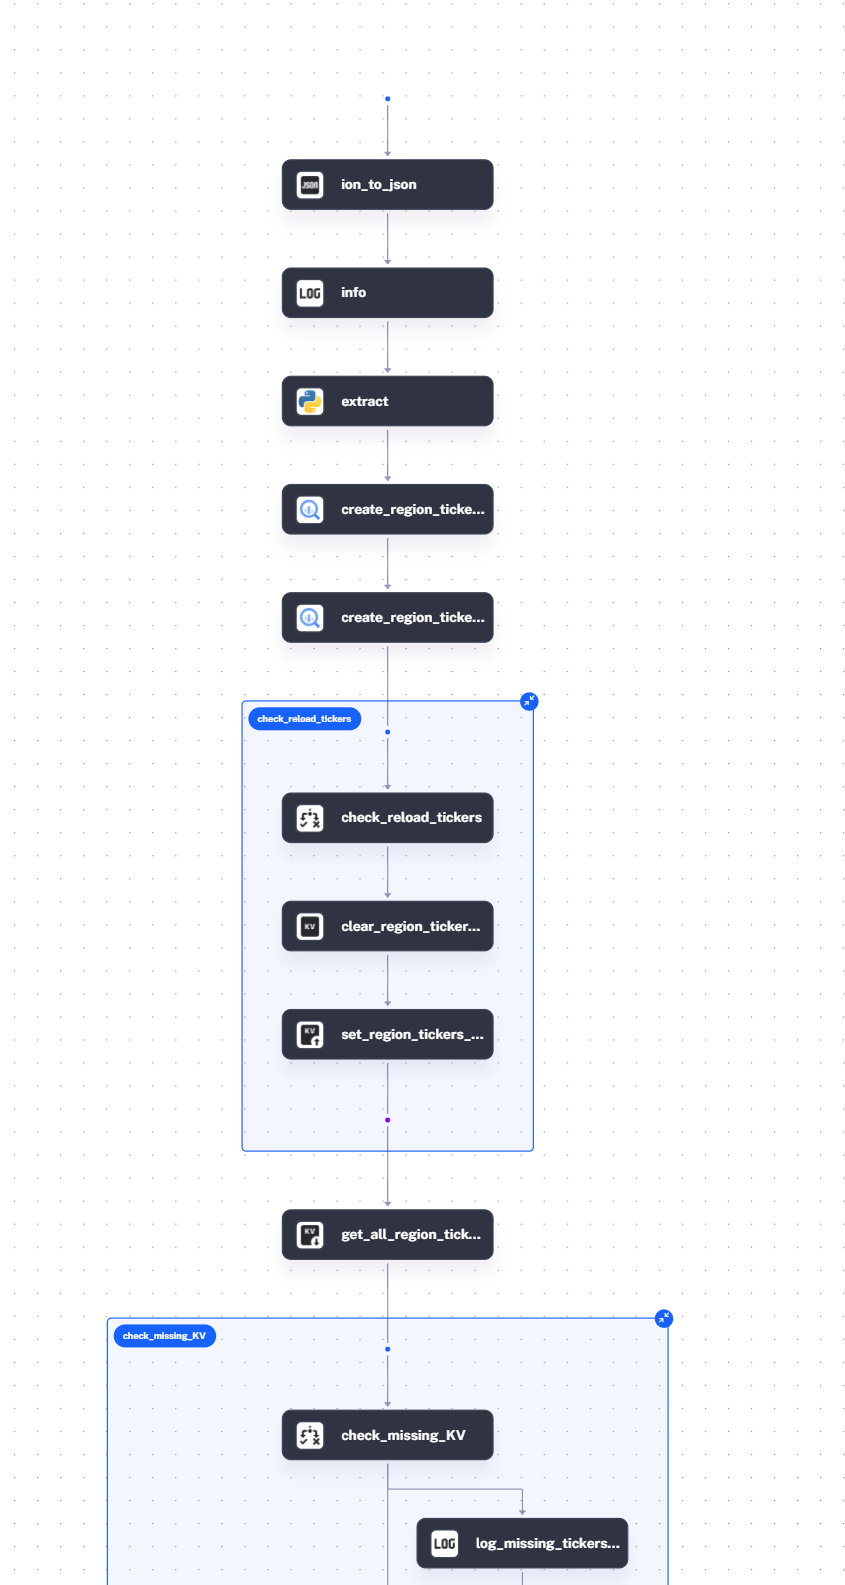 JSON
ion_to_json
LOG
info
extract
create_region_ticke...
create_region_ticke...
check_reload_tickers
check_reload_tickers
KV
clear_region_ticker...
KV
set_region_tickers_...
KV
get_all_region_tick...
check_missing_KV
check_missing_KV
LOG
log_missing_tickers...